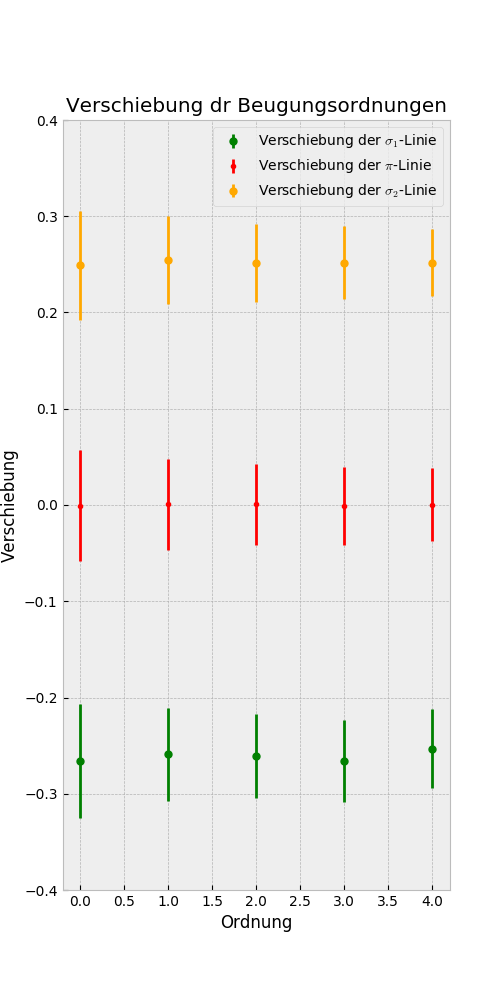 Verschiebung dr Beugungsordnungen
Verschiebung der σ₁-Linie
Verschiebung der π-Linie
Verschiebung der σ₂-Linie
0.4
0.3
0.2
0.1
0.0
−0.1
−0.2
−0.3
−0.4
Verschiebung
0.0 0.5 1.0 1.5 2.0 2.5 3.0 3.5 4.0
Ordnung